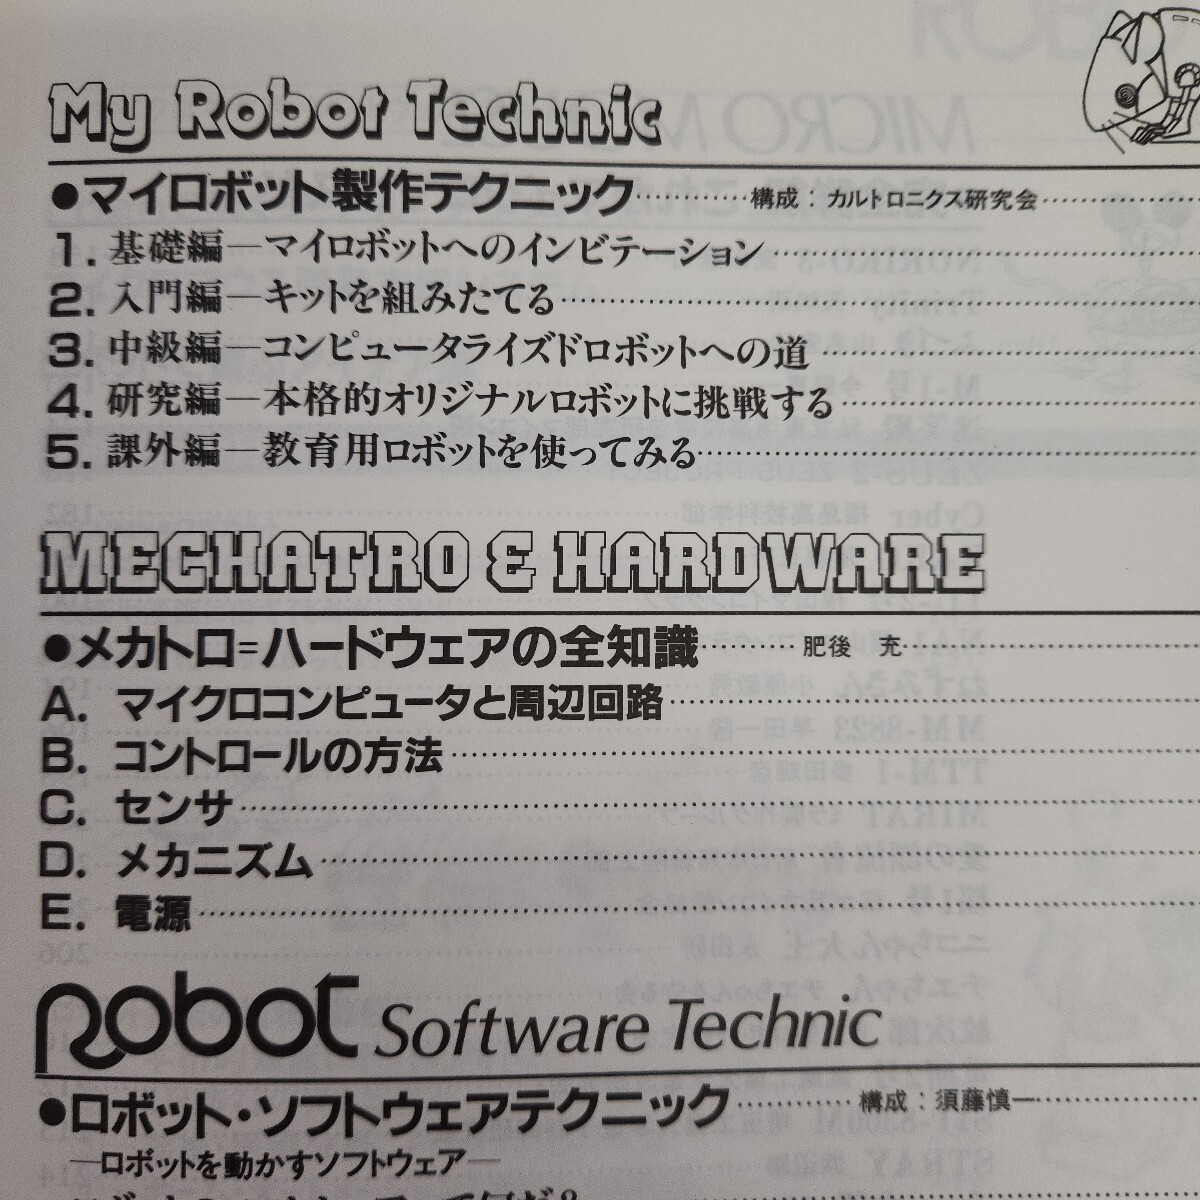 My Robot Technic
●マイロボット製作テクニック…………構成：カルトロニクス研究会…………
1. 基礎編—マイロボットへのインビテーション…………
2. 入門編—キットを組みたてる…………
3. 中級編—コンピュータライズドロボットへの道…………
4. 研究編—本格的オリジナルロボットに挑戦する…………
5. 課外編—教育用ロボットを使ってみる…………
MECHATRO & HARDWARE
●メカトロ=ハードウェアの全知識…………肥後　充…………
A. マイクロコンピュータと周辺回路…………
B. コントロールの方法…………
C. センサ…………
D. メカニズム…………
E. 電源…………
Robot Software Technic
●ロボット・ソフトウェアテクニック…………構成：須藤慎一…………
—ロボットを動かすソフトウェア—